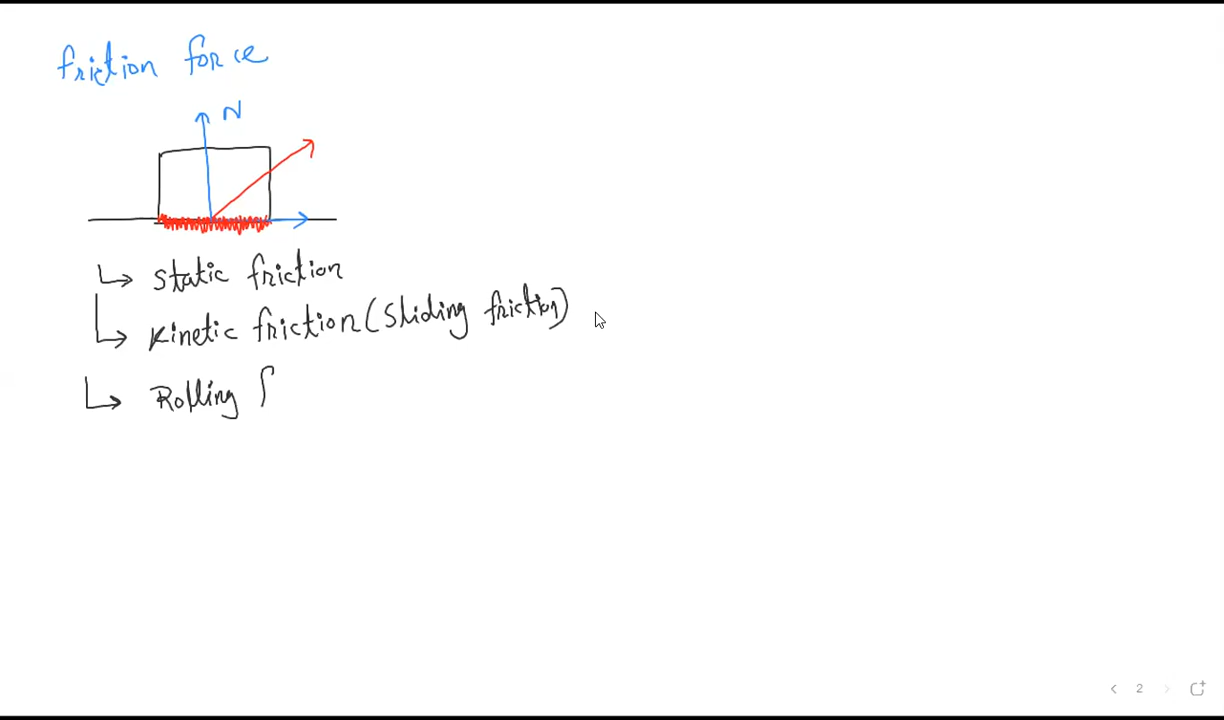 friction force
N
static friction
Kinetic friction (Sliding friction)
Rolling f
2